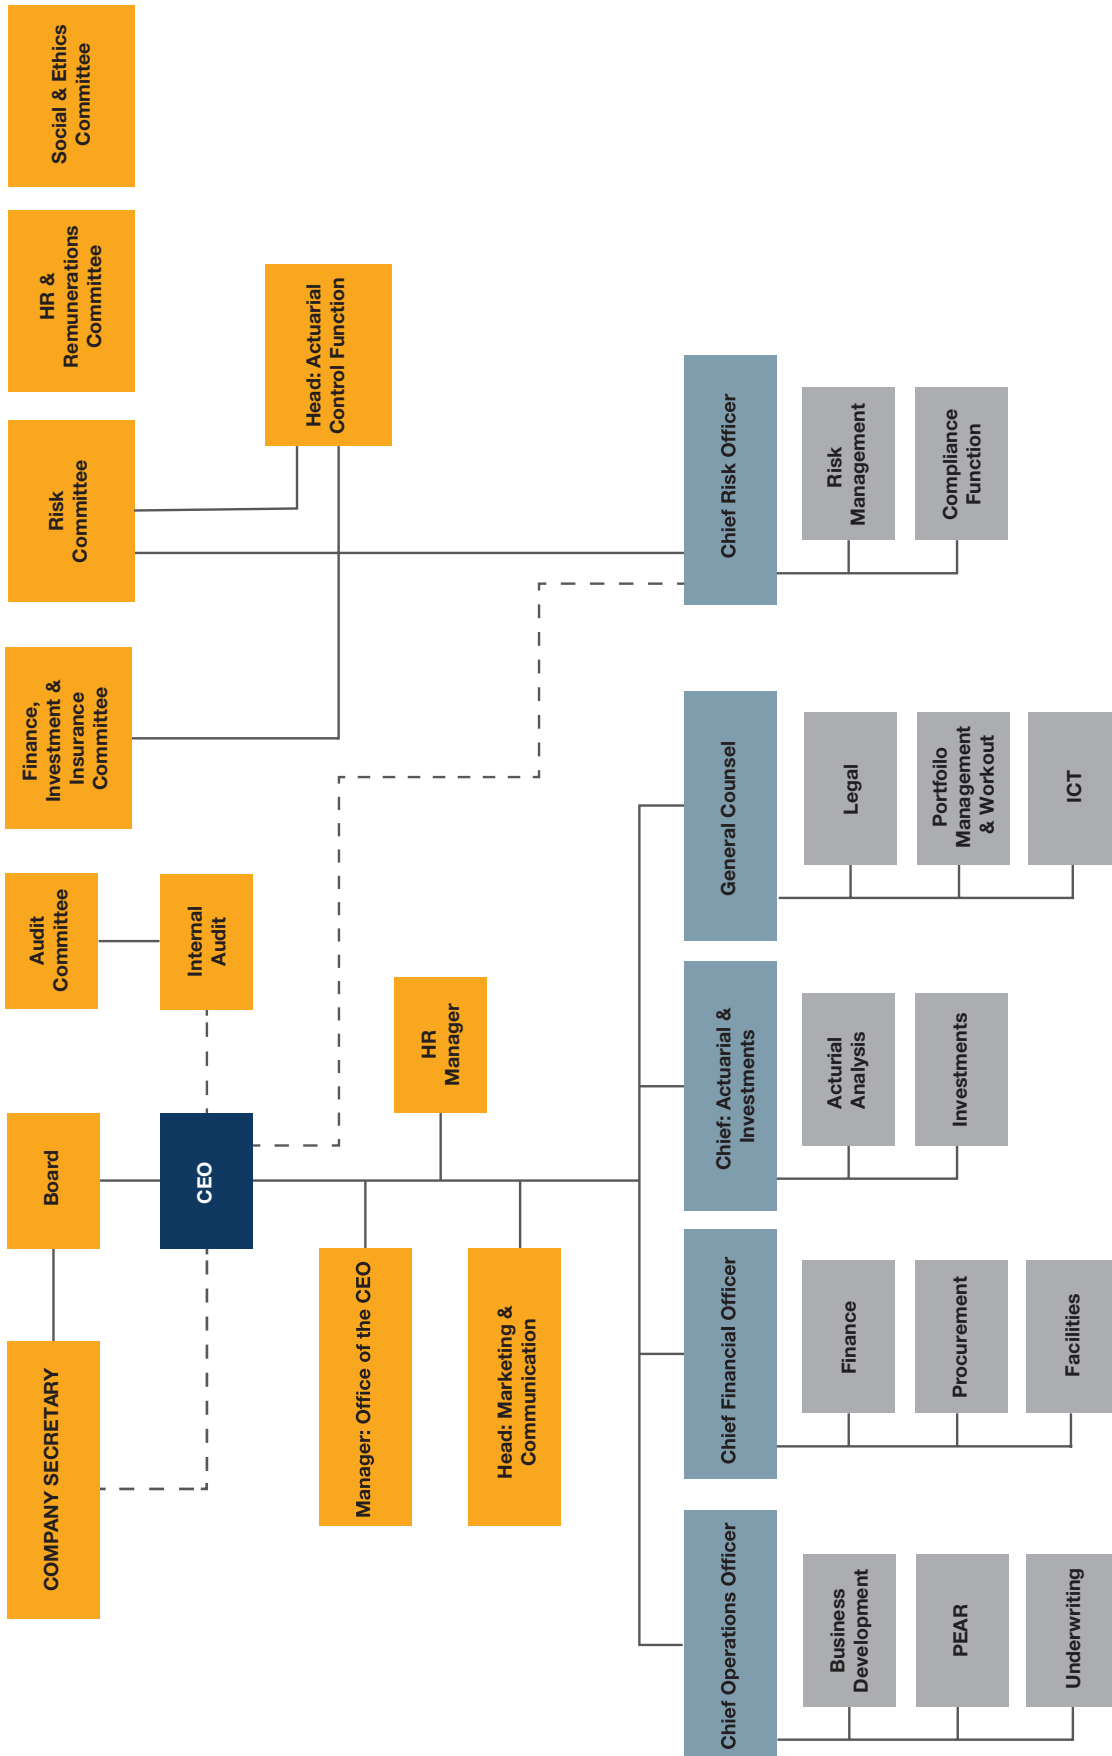 COMPANY SECRETARY
Board
Audit
Committee
Finance,
Investment &
Insurance
Committee
Risk
Committee
HR &
Remunerations
Committee
Social & Ethics
Committee
CEO
Internal
Audit
Head: Actuarial
Control Function
Manager: Office of the CEO
HR
Manager
Head: Marketing &
Communication
Chief Operations Officer
Chief Financial Officer
Chief: Actuarial &
Investments
General Counsel
Chief Risk Officer
Business
Development
PEAR
Underwriting
Finance
Procurement
Facilities
Acturial
Analysis
Investments
Legal
Portfoilo
Management
& Workout
ICT
Risk
Management
Compliance
Function